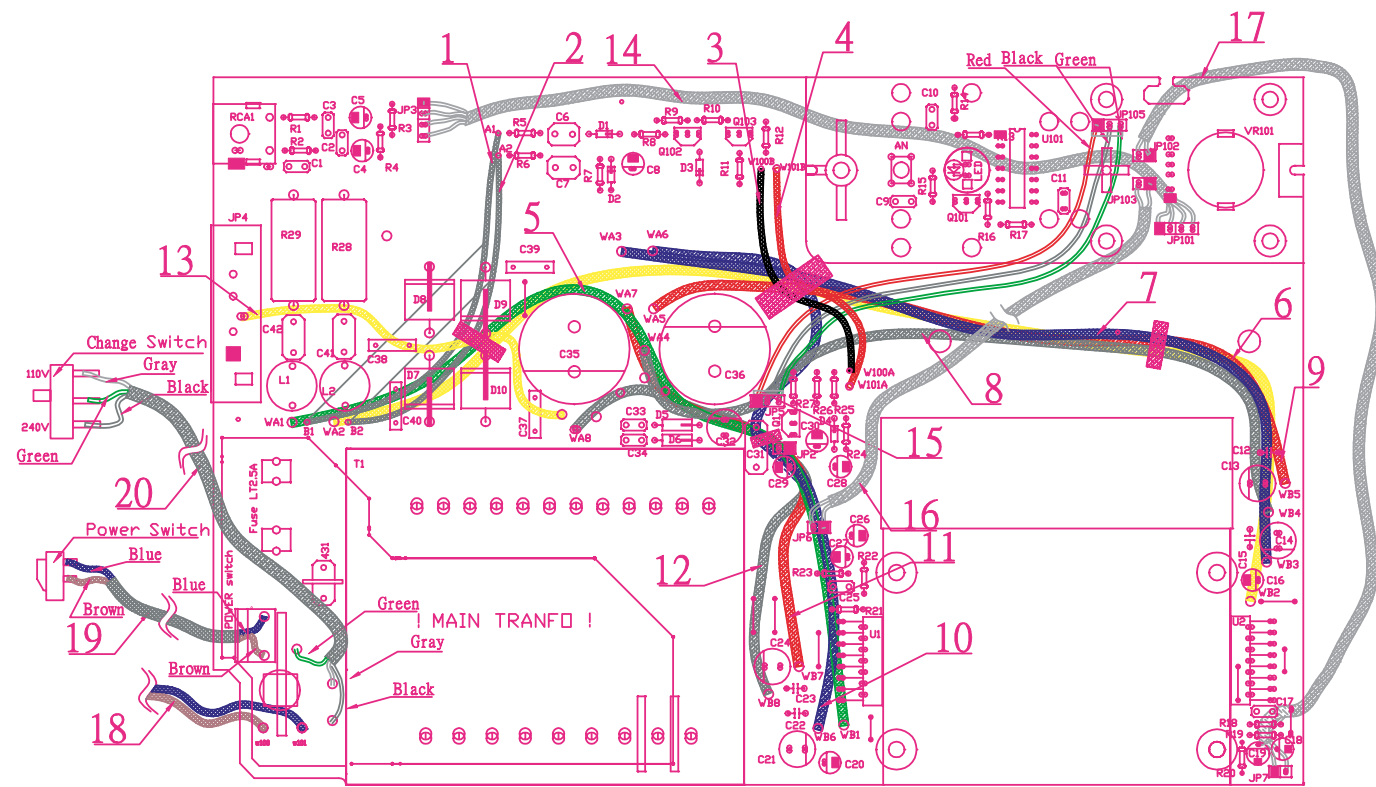 1
2
14
3
4
17
Red Black Green
RCA1
R1
R2
C3
C2
C1
C5
C4
R3
R4
JP3
A1
A2
R5
R6
C6
C7
D1
R7
D2
R8
C8
R9
R10
Q102
Q103
D3
R11
R12
W100B
W101B
C10
R14
AN
R15
C9
LED
Q101
R16
R17
U101
C11
JP105
JP102
JP103
JP101
VR101
JP4
R29
R28
13
5
WA3
WA6
C39
D8
D9
WA7
WA5
WA4
7
6
C42
C41
C38
C35
C36
8
9
Change Switch
110V
Gray
Black
240V
Green
L1
L2
D7
D10
C40
C37
W100A
W101A
WA1
B1
WA2
B2
WA8
C33
C34
D5
D6
C32
C31
JP5
Q1
R27
R26
R25
D4
C30
JP2
R24
C29
C28
15
C12
C13
WB5
WB4
20
Fuse LT2.5A
T1
16
Power Switch
Blue
Brown
19
POWER switch
431
Blue
Green
Gray
Brown
Black
18
w100
w101
! MAIN TRANFO !
12
11
10
JP6
C26
C27
R22
R23
C25
R21
U1
C24
WB7
WB8
C23
C22
WB6
WB1
C21
C20
C15
C14
WB3
C16
WB2
U2
C17
R18
R19
C18
C19
R20
JP7